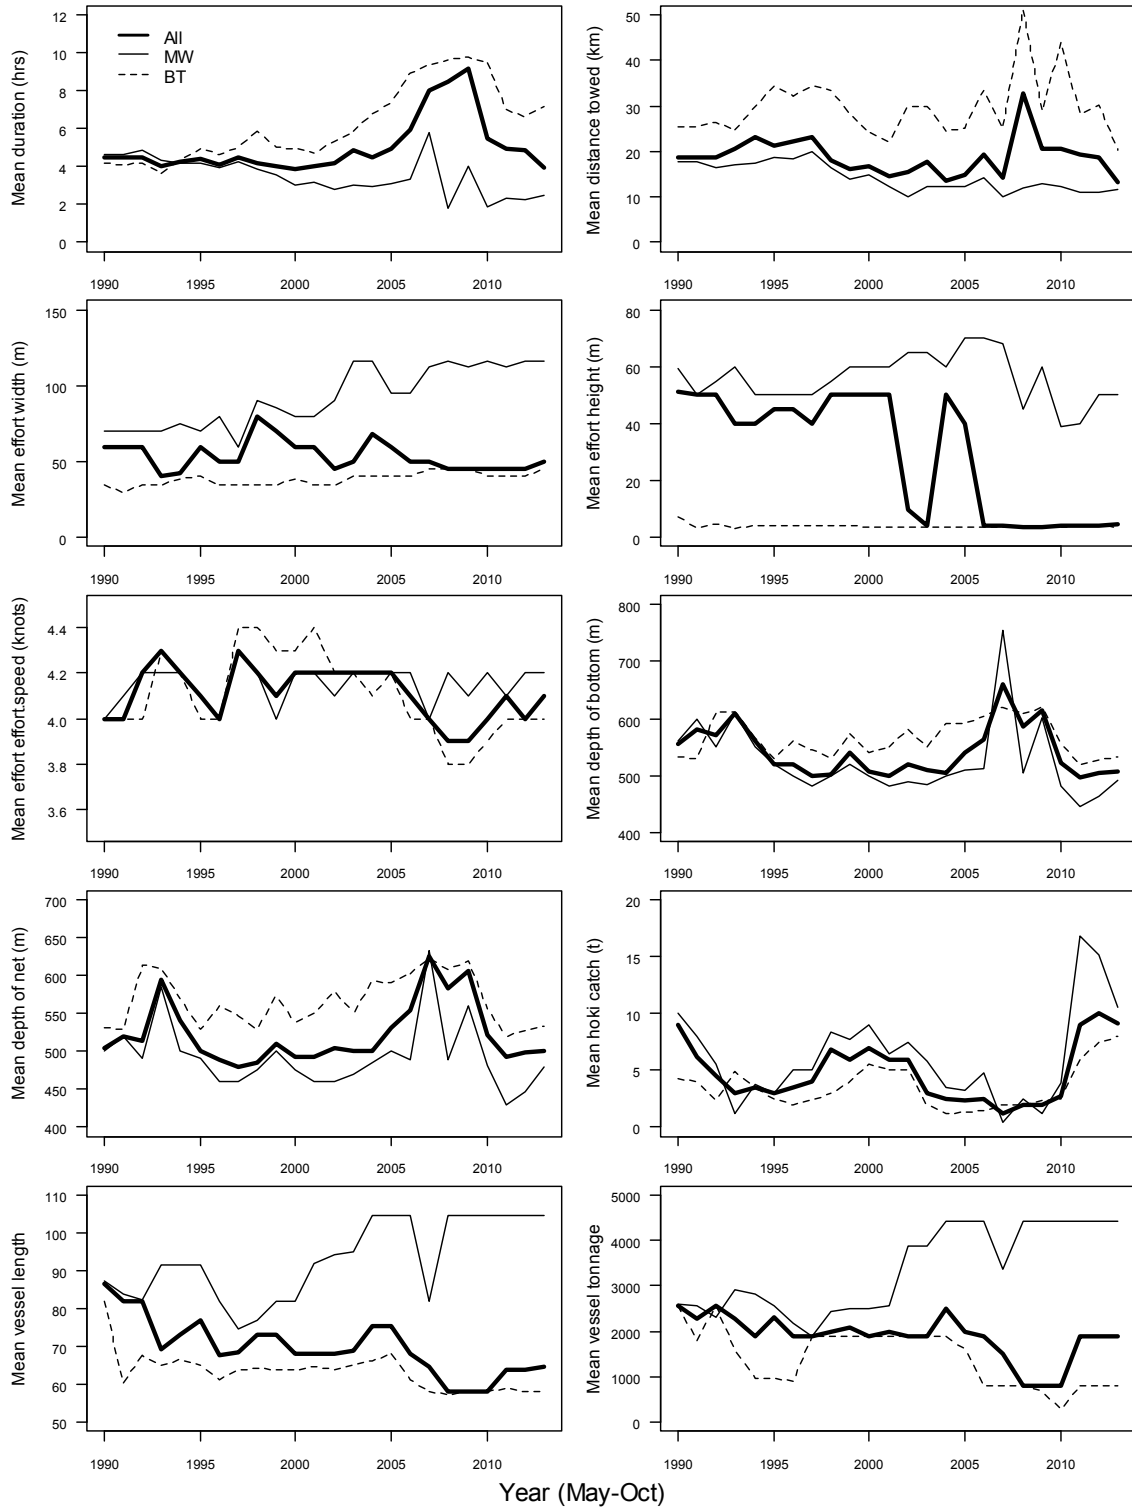 Mean duration (hrs)
12
10
8
6
4
2
0
All
MW
BT
1990 1995 2000 2005 2010
Mean distance towed (km)
50
40
30
20
10
0
1990 1995 2000 2005 2010
Mean effort.width (m)
150
100
50
0
1990 1995 2000 2005 2010
Mean effort height (m)
80
60
40
20
0
1990 1995 2000 2005 2010
Mean effort effort.speed (knots)
4.4
4.2
4.0
3.8
3.6
1990 1995 2000 2005 2010
Mean depth of bottom (m)
800
700
600
500
400
1990 1995 2000 2005 2010
Mean depth of net (m)
700
650
600
550
500
450
400
1990 1995 2000 2005 2010
Mean hoki catch (t)
20
15
10
5
0
1990 1995 2000 2005 2010
Mean vessel length
110
100
90
80
70
60
50
1990 1995 2000 2005 2010
Mean vessel tonnage
5000
4000
3000
2000
1000
0
1990 1995 2000 2005 2010
Year (May-Oct)